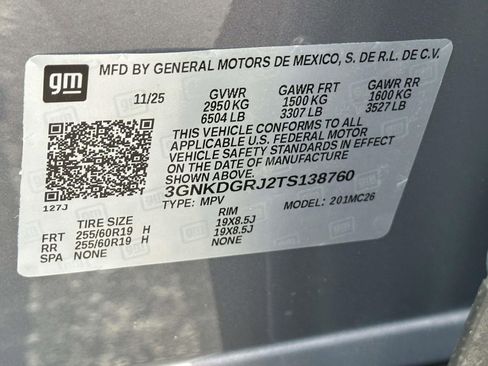 gm
MFD BY GENERAL MOTORS DE MEXICO, S. DE R.L. DE C.V.
11/25 GVWR GAWR FRT GAWR RR
2950 KG 1500 KG 1600 KG
6504 LB 3307 LB 3527 LB
THIS VEHICLE CONFORMS TO ALL
APPLICABLE U.S. FEDERAL MOTOR
VEHICLE SAFETY STANDARDS IN EFFECT
ON THE DATE OF MANUFACTURE SHOWN ABOVE.
3GNKDGRJ2TS138760
127J TYPE: MPV MODEL: 201MC26
TIRE SIZE RIM
FRT 255/60R19 H 19X8.5J
RR 255/60R19 H 19X8.5J
SPA NONE NONE